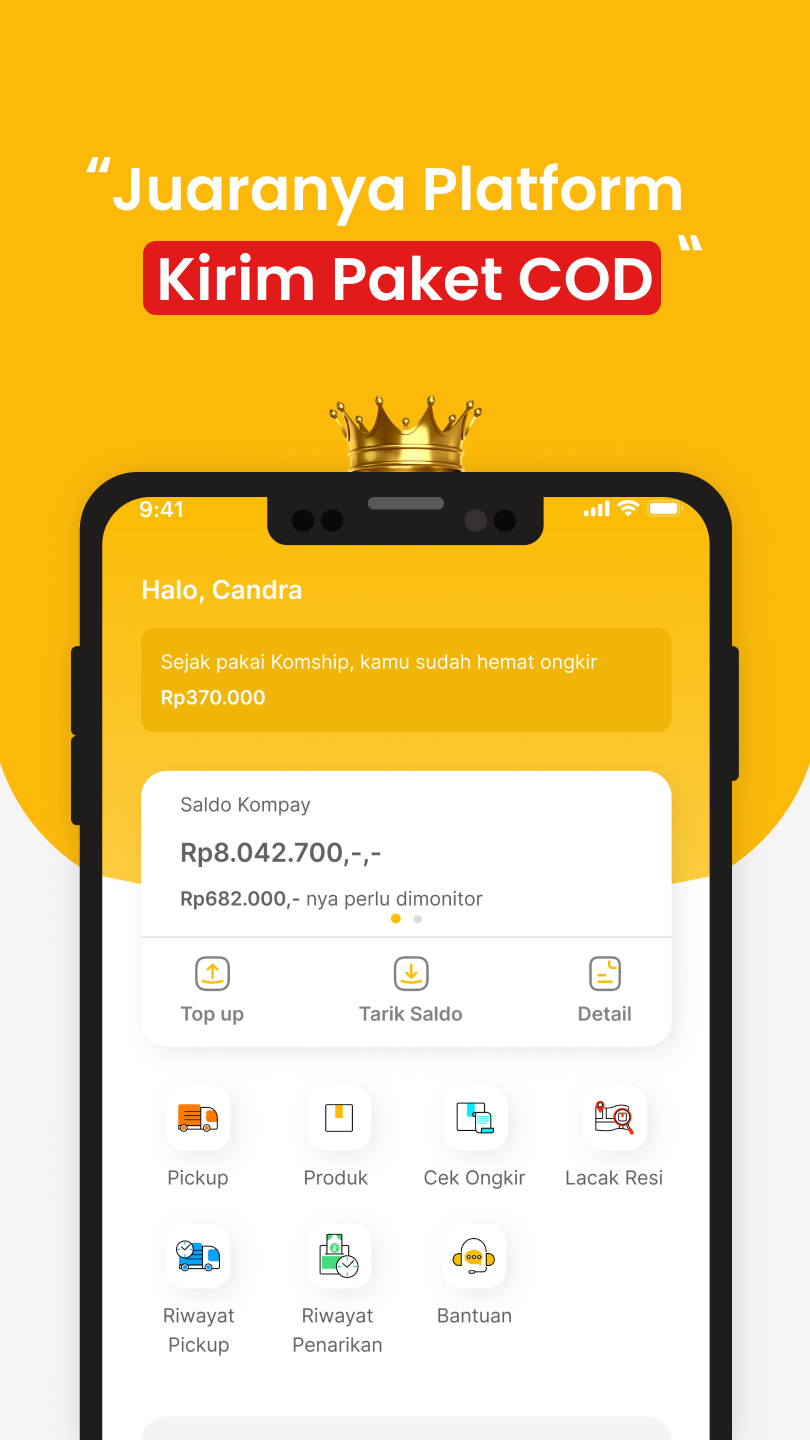 “Juaranya Platform
Kirim Paket COD “
9:41
Halo, Candra
Sejak pakai Komship, kamu sudah hemat ongkir
Rp370.000
Saldo Kompay
Rp8.042.700,-,-
Rp682.000,- nya perlu dimonitor
Top up
Tarik Saldo
Detail
Pickup
Produk
Cek Ongkir
Lacak Resi
Riwayat
Pickup
Riwayat
Penarikan
Bantuan